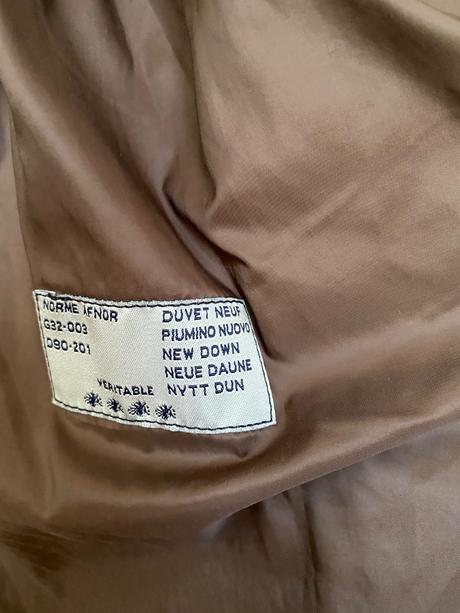 NORME AFNOR
G32-003
D90-201
DUVET NEUF
PIUMINO NUOVO
NEW DOWN
NEUE DAUNE
VERITABLE NYTT DUN